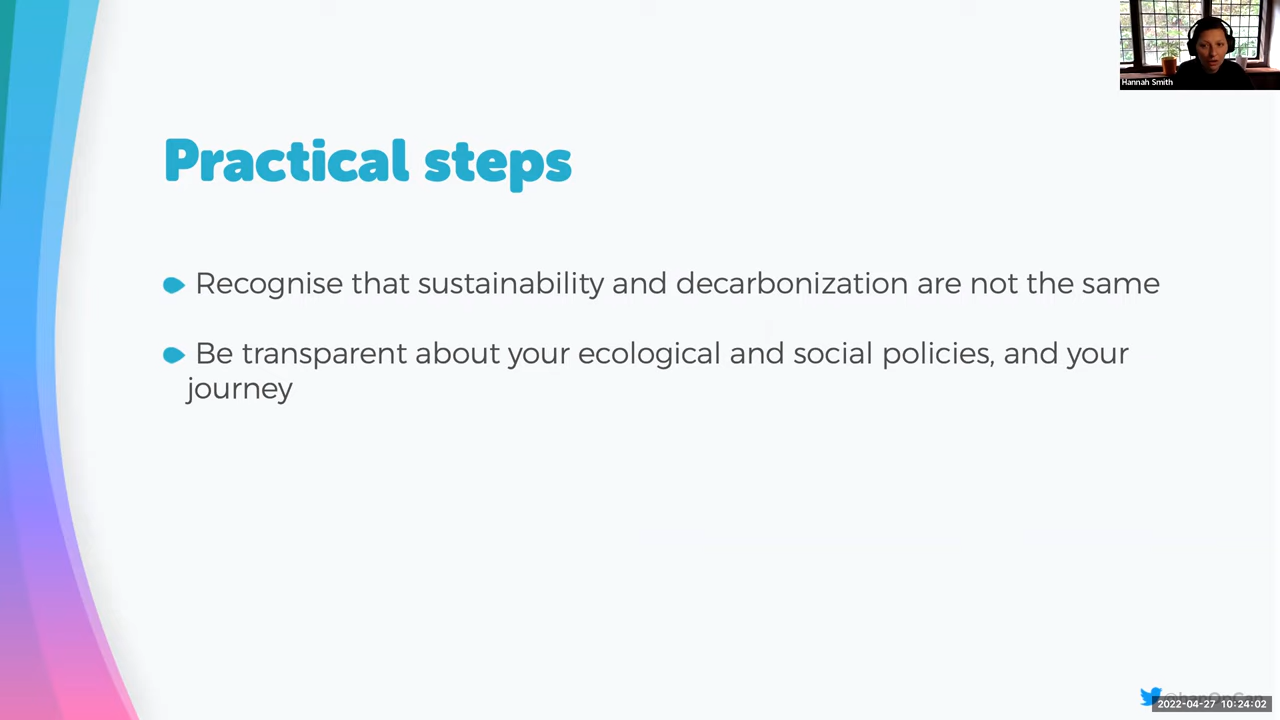 Hannah Smith
Practical steps
Recognise that sustainability and decarbonization are not the same
Be transparent about your ecological and social policies, and your
journey
2022-04-27 10:24:02